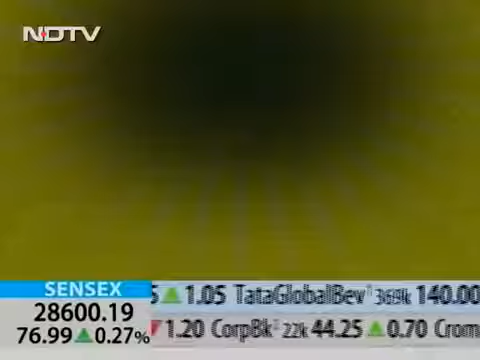 NDTV
SENSEX
28600.19
76.99 ▲ 0.27%
5 ▲ 1.05 TataGlobalBev 369k 140.00
▼ 1.20 CorpBk 22k 44.25 ▲ 0.70 Crom